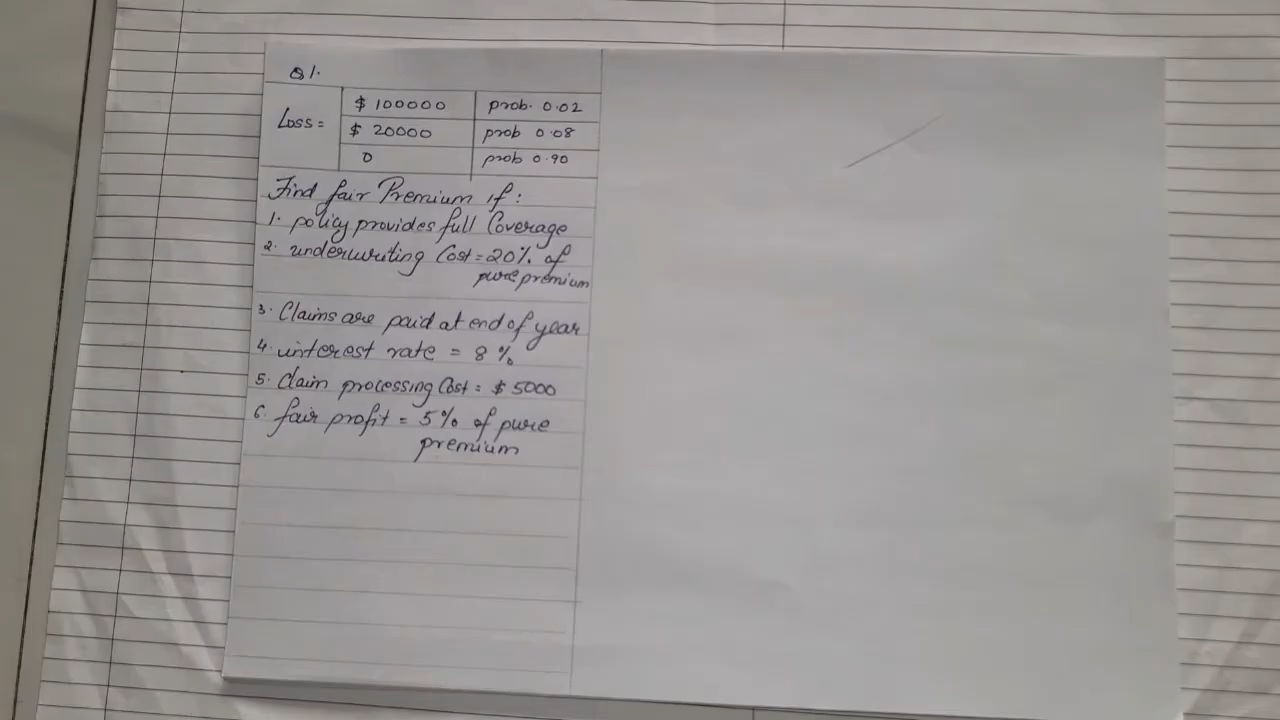 Q1.
Loss = $ 100000 prob. 0.02
$ 20000 prob 0.08
0 prob 0.90
Find fair Premium if:
1. policy provides full Coverage
2. underwriting Cost = 20% of
pure premium
3. Claims are paid at end of year
4. interest rate = 8%
5. Claim processing Cost = $ 5000
6. fair profit = 5% of pure
premium